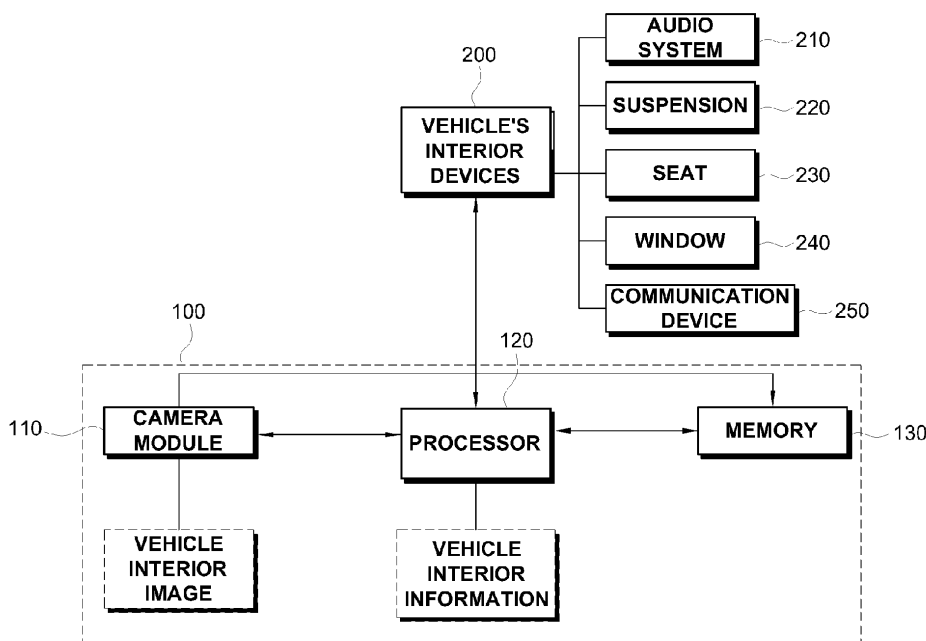 AUDIO
SYSTEM
210
200
SUSPENSION
220
VEHICLE'S
INTERIOR
DEVICES
SEAT
230
WINDOW
240
COMMUNICATION
DEVICE
250
100
120
110
CAMERA
MODULE
PROCESSOR
MEMORY
130
VEHICLE
INTERIOR
IMAGE
VEHICLE
INTERIOR
INFORMATION